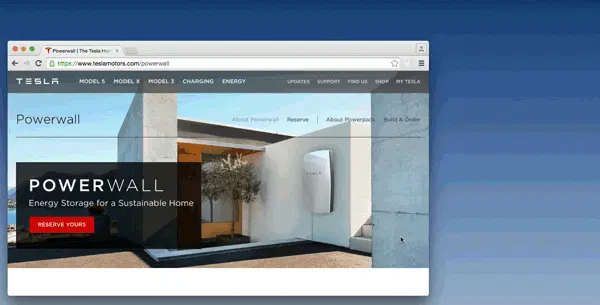 Powerwall | The Tesla Hom
https://www.teslamotors.com/powerwall
TESLA MODEL S MODEL X MODEL 3 CHARGING ENERGY UPDATES SUPPORT FIND US SHOP MY TESLA
Powerwall About Powerwall Reserve | About Powerpack Build & Order
POWERWALL
Energy Storage for a Sustainable Home
RESERVE YOURS
TESLA